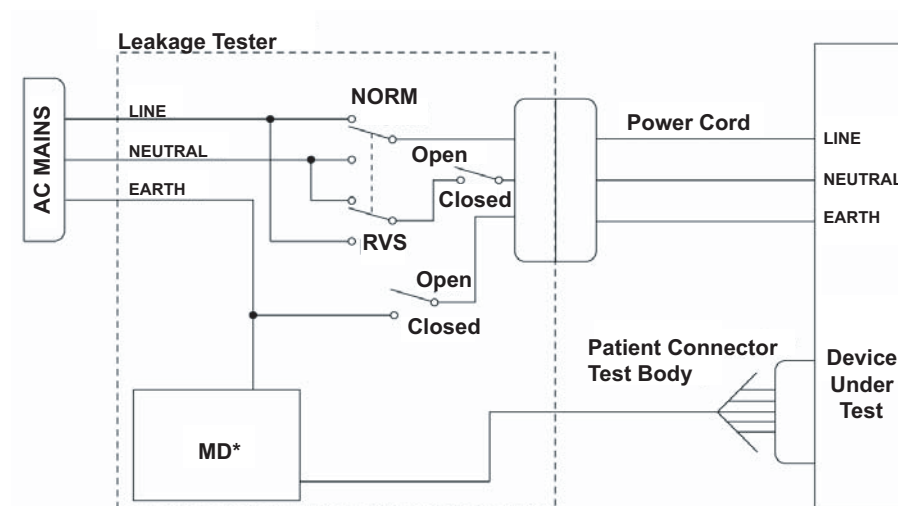 Leakage Tester
AC MAINS
LINE
NEUTRAL
EARTH
NORM
Open
Closed
RVS
Open
Closed
MD*
Power Cord
LINE
NEUTRAL
EARTH
Patient Connector
Test Body
Device
Under
Test